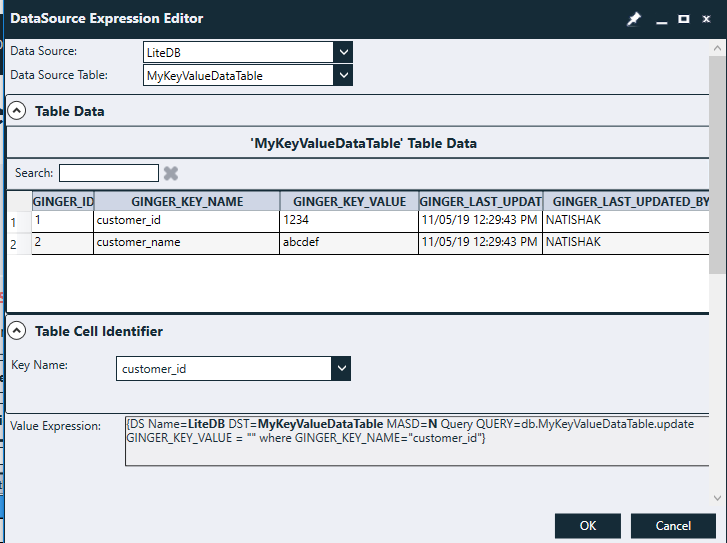 DataSource Expression Editor
Data Source: LiteDB
Data Source Table: MyKeyValueDataTable
Table Data
'MyKeyValueDataTable' Table Data
Search:
GINGER_ID GINGER_KEY_NAME GINGER_KEY_VALUE GINGER_LAST_UPDAT GINGER_LAST_UPDATED_BY
1 1 customer_id 1234 11/05/19 12:29:43 PM NATISHAK
2 2 customer_name abcdef 11/05/19 12:29:43 PM NATISHAK
Table Cell Identifier
Key Name: customer_id
Value Expression: {DS Name=LiteDB DST=MyKeyValueDataTable MASD=N Query QUERY=db.MyKeyValueDataTable.update
GINGER_KEY_VALUE = "" where GINGER_KEY_NAME="customer_id"}
OK Cancel